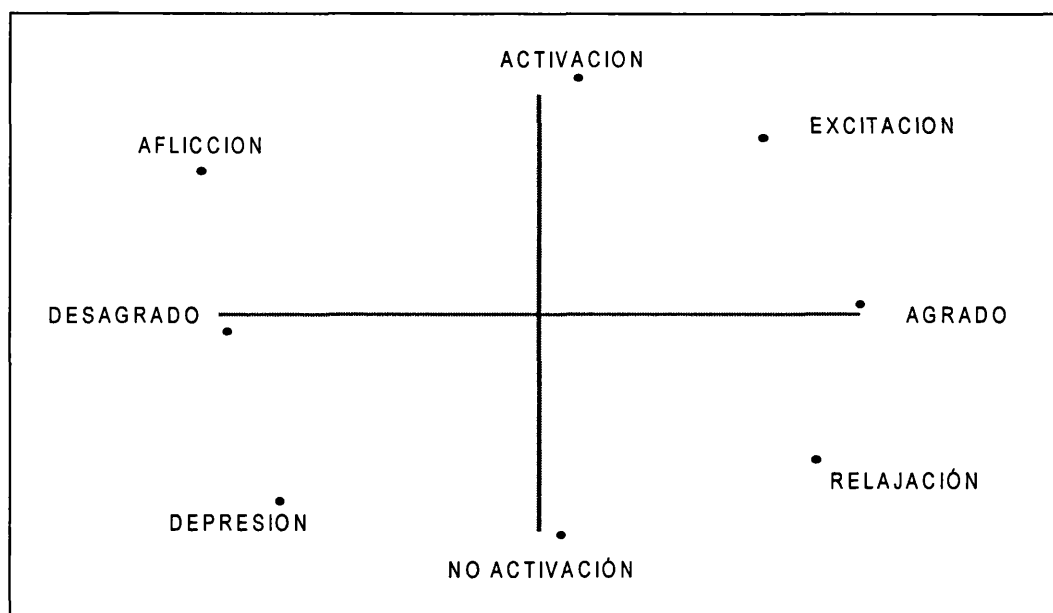 ACTIVACION
EXCITACION
AFLICCION
DESAGRADO
AGRADO
RELAJACIÓN
DEPRESION
NO ACTIVACIÓN